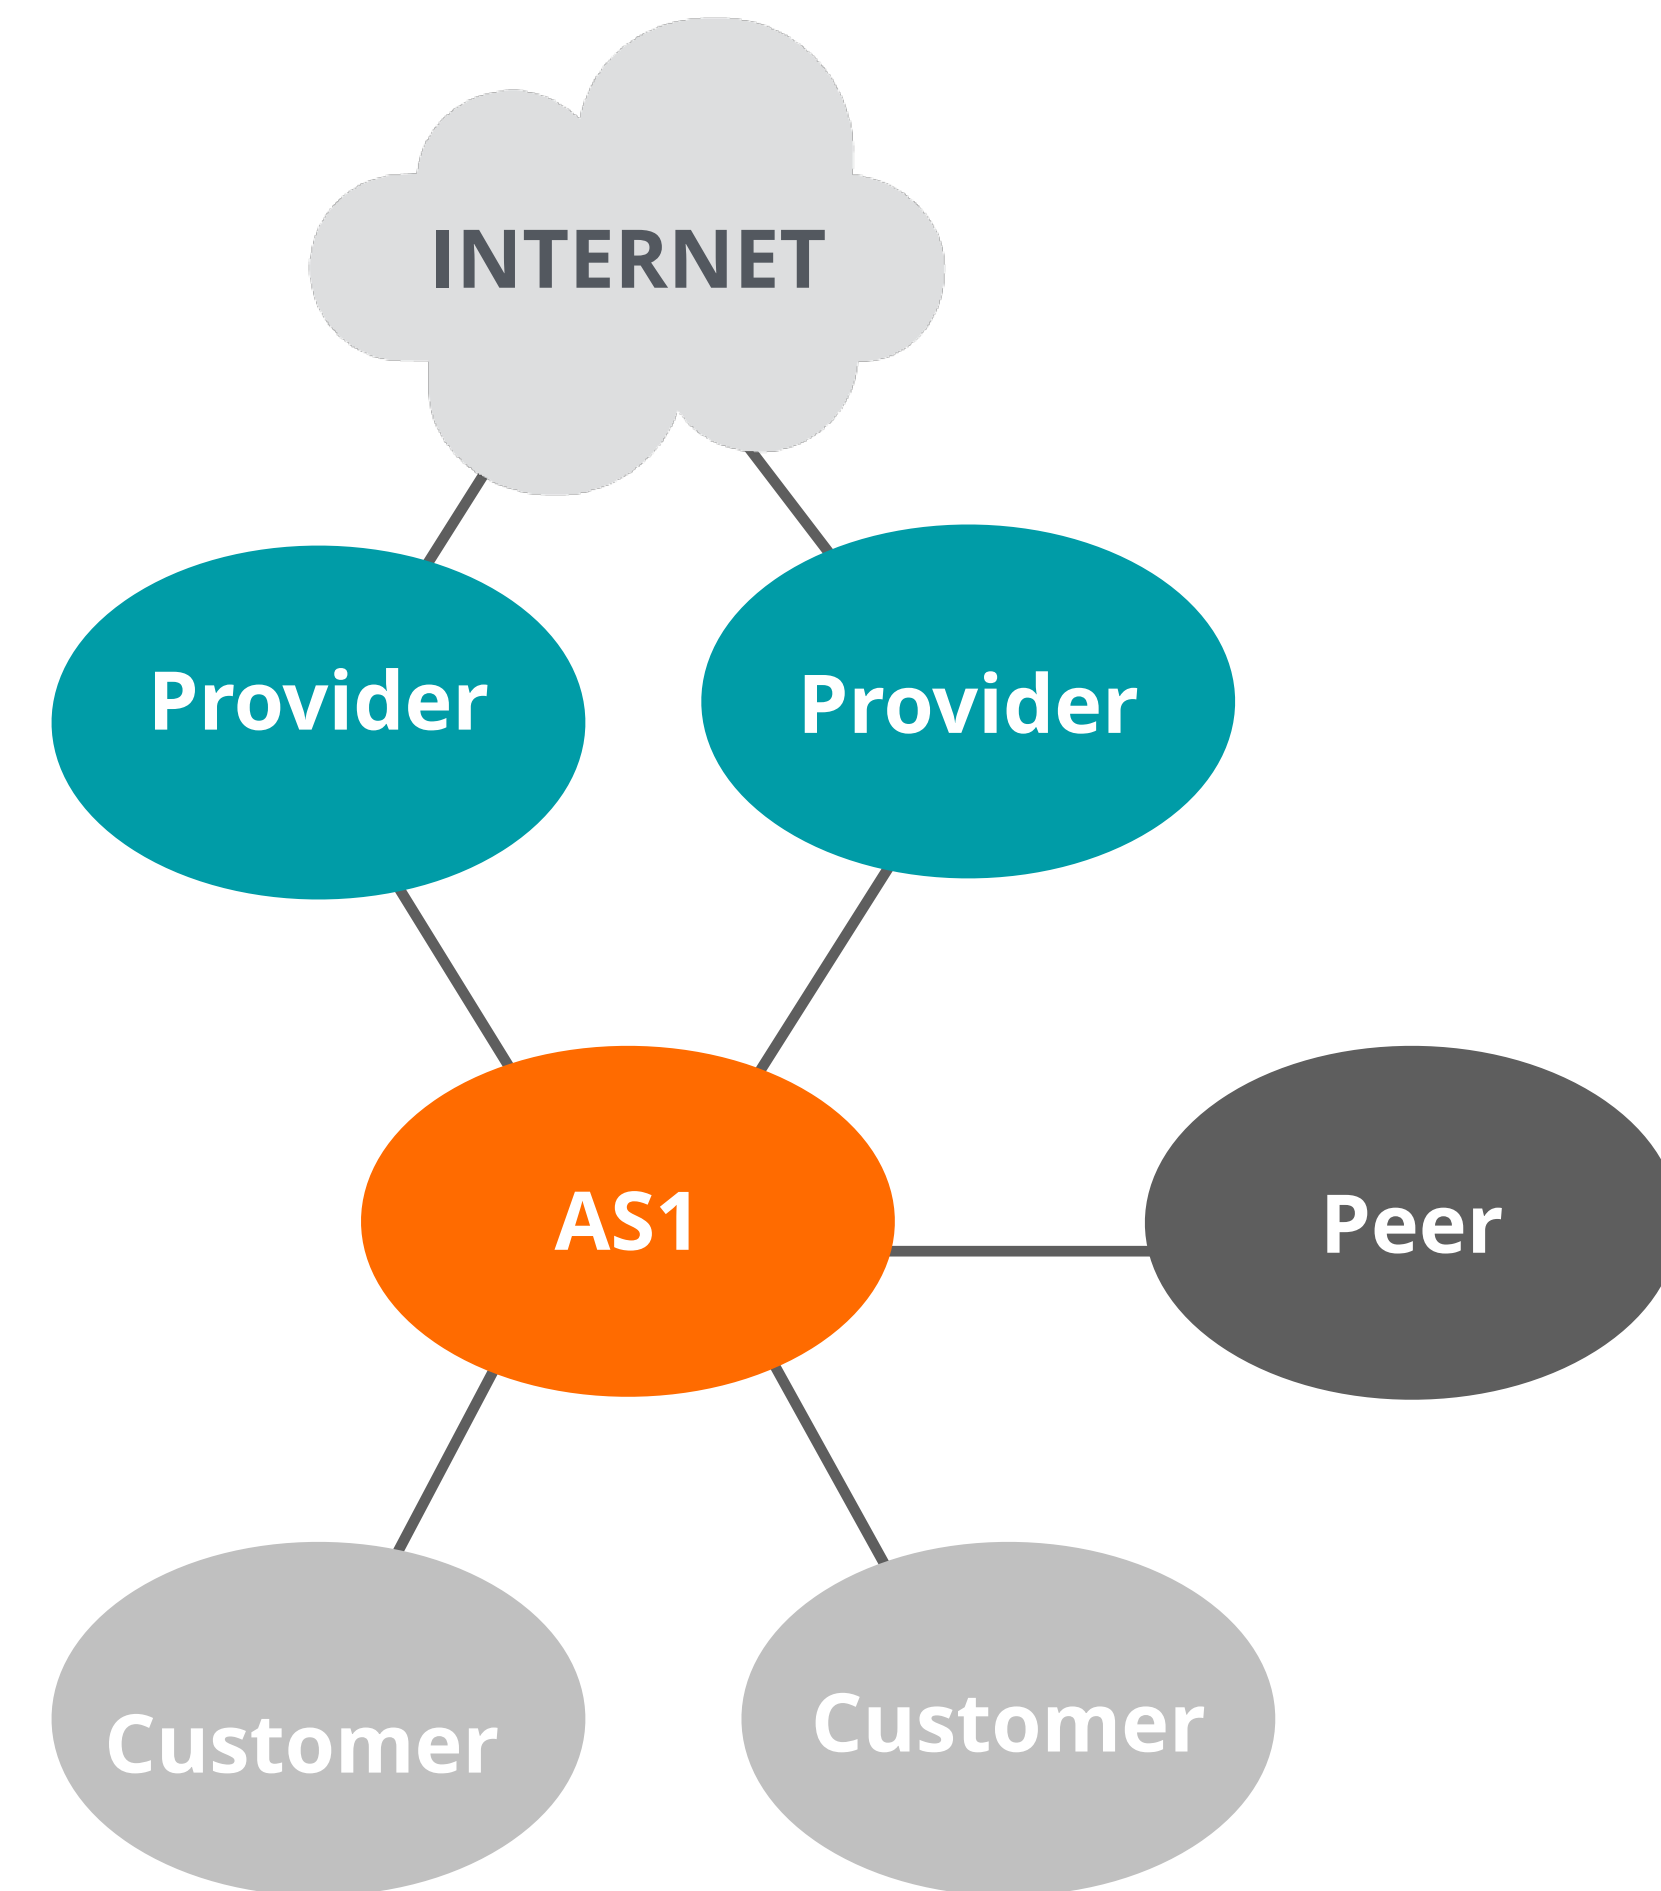 INTERNET
Provider
Provider
AS1
Peer
Customer
Customer